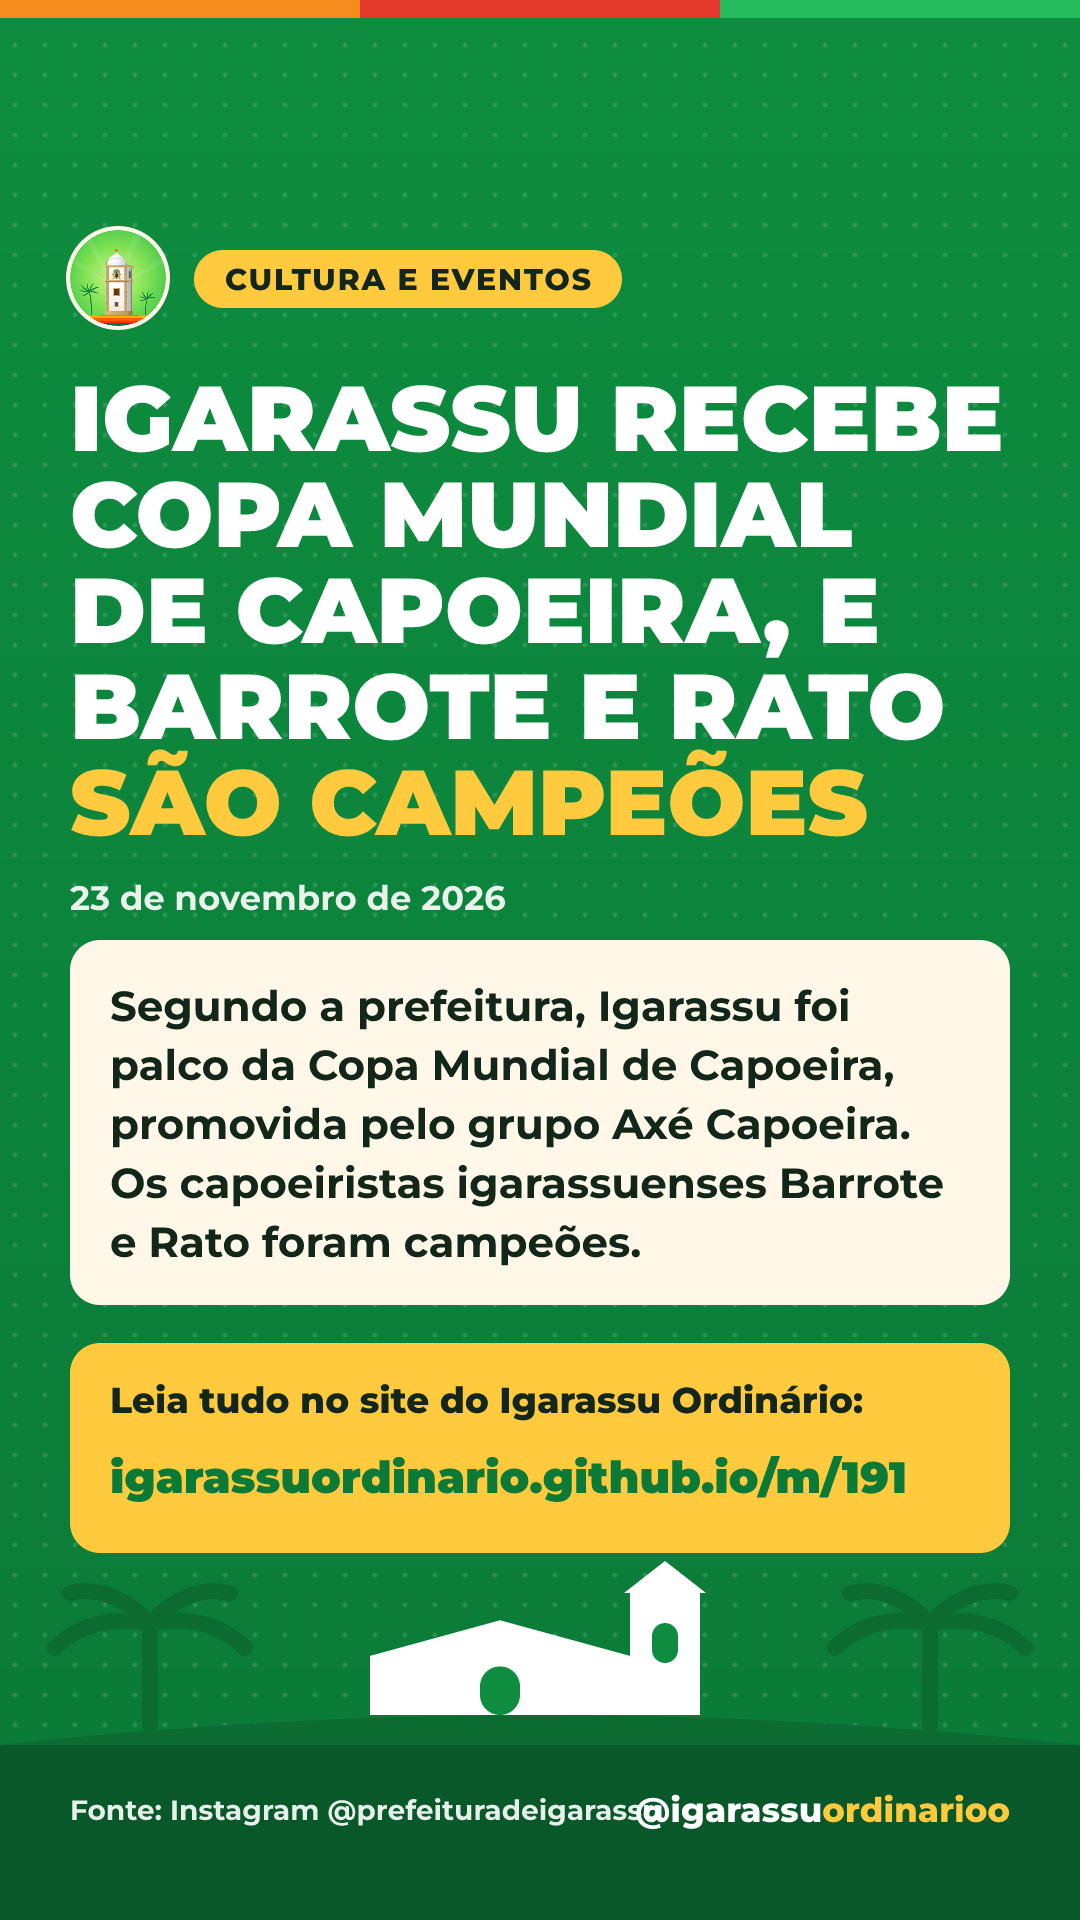 CULTURA E EVENTOS
IGARASSU RECEBE
COPA MUNDIAL
DE CAPOEIRA, E
BARROTE E RATO
SÃO CAMPEÕES
23 de novembro de 2026
Segundo a prefeitura, Igarassu foi
palco da Copa Mundial de Capoeira,
promovida pelo grupo Axé Capoeira.
Os capoeiristas igarassuenses Barrote
e Rato foram campeões.
Leia tudo no site do Igarassu Ordinário:
igarassuordinario.github.io/m/191
Fonte: Instagram @prefeituradeigarassu @igarassuordinarioo